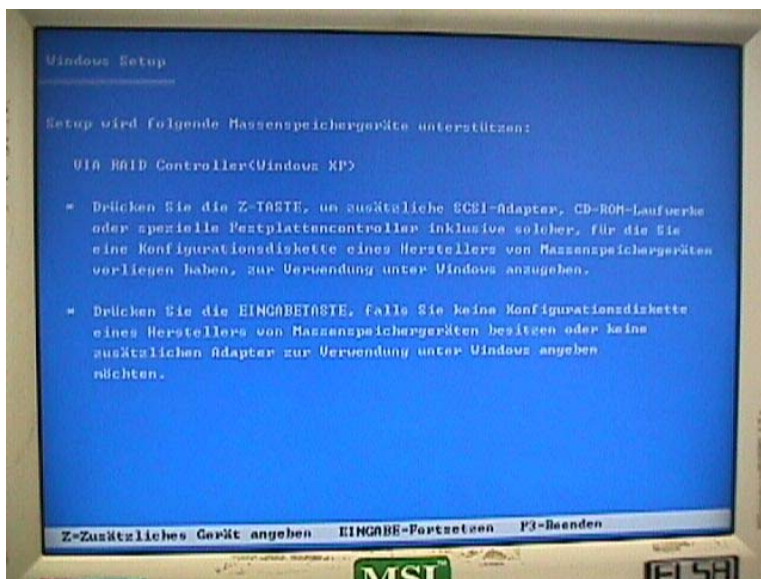 Windows Setup
Setup wird folgende Massenspeichergeräte unterstützen:
VIA RAID Controller(Windows XP)
* Drücken Sie die Z-TASTE, um zusätzliche SCSI-Adapter, CD-ROM-Laufwerke
oder spezielle Festplattencontroller inklusive solcher, für die Sie
eine Konfigurationsdiskette eines Herstellers von Massenspeichergeräten
vorliegen haben, zur Verwendung unter Windows anzugeben.
* Drücken Sie die EINGABETASTE, falls Sie keine Konfigurationsdiskette
eines Herstellers von Massenspeichergeräten besitzen oder keine
zusätzlichen Adapter zur Verwendung unter Windows angeben
möchten.
Z=Zusätzliches Gerät angeben EINGABE=Fortsetzen F3=Beenden
MSI™
ELSA